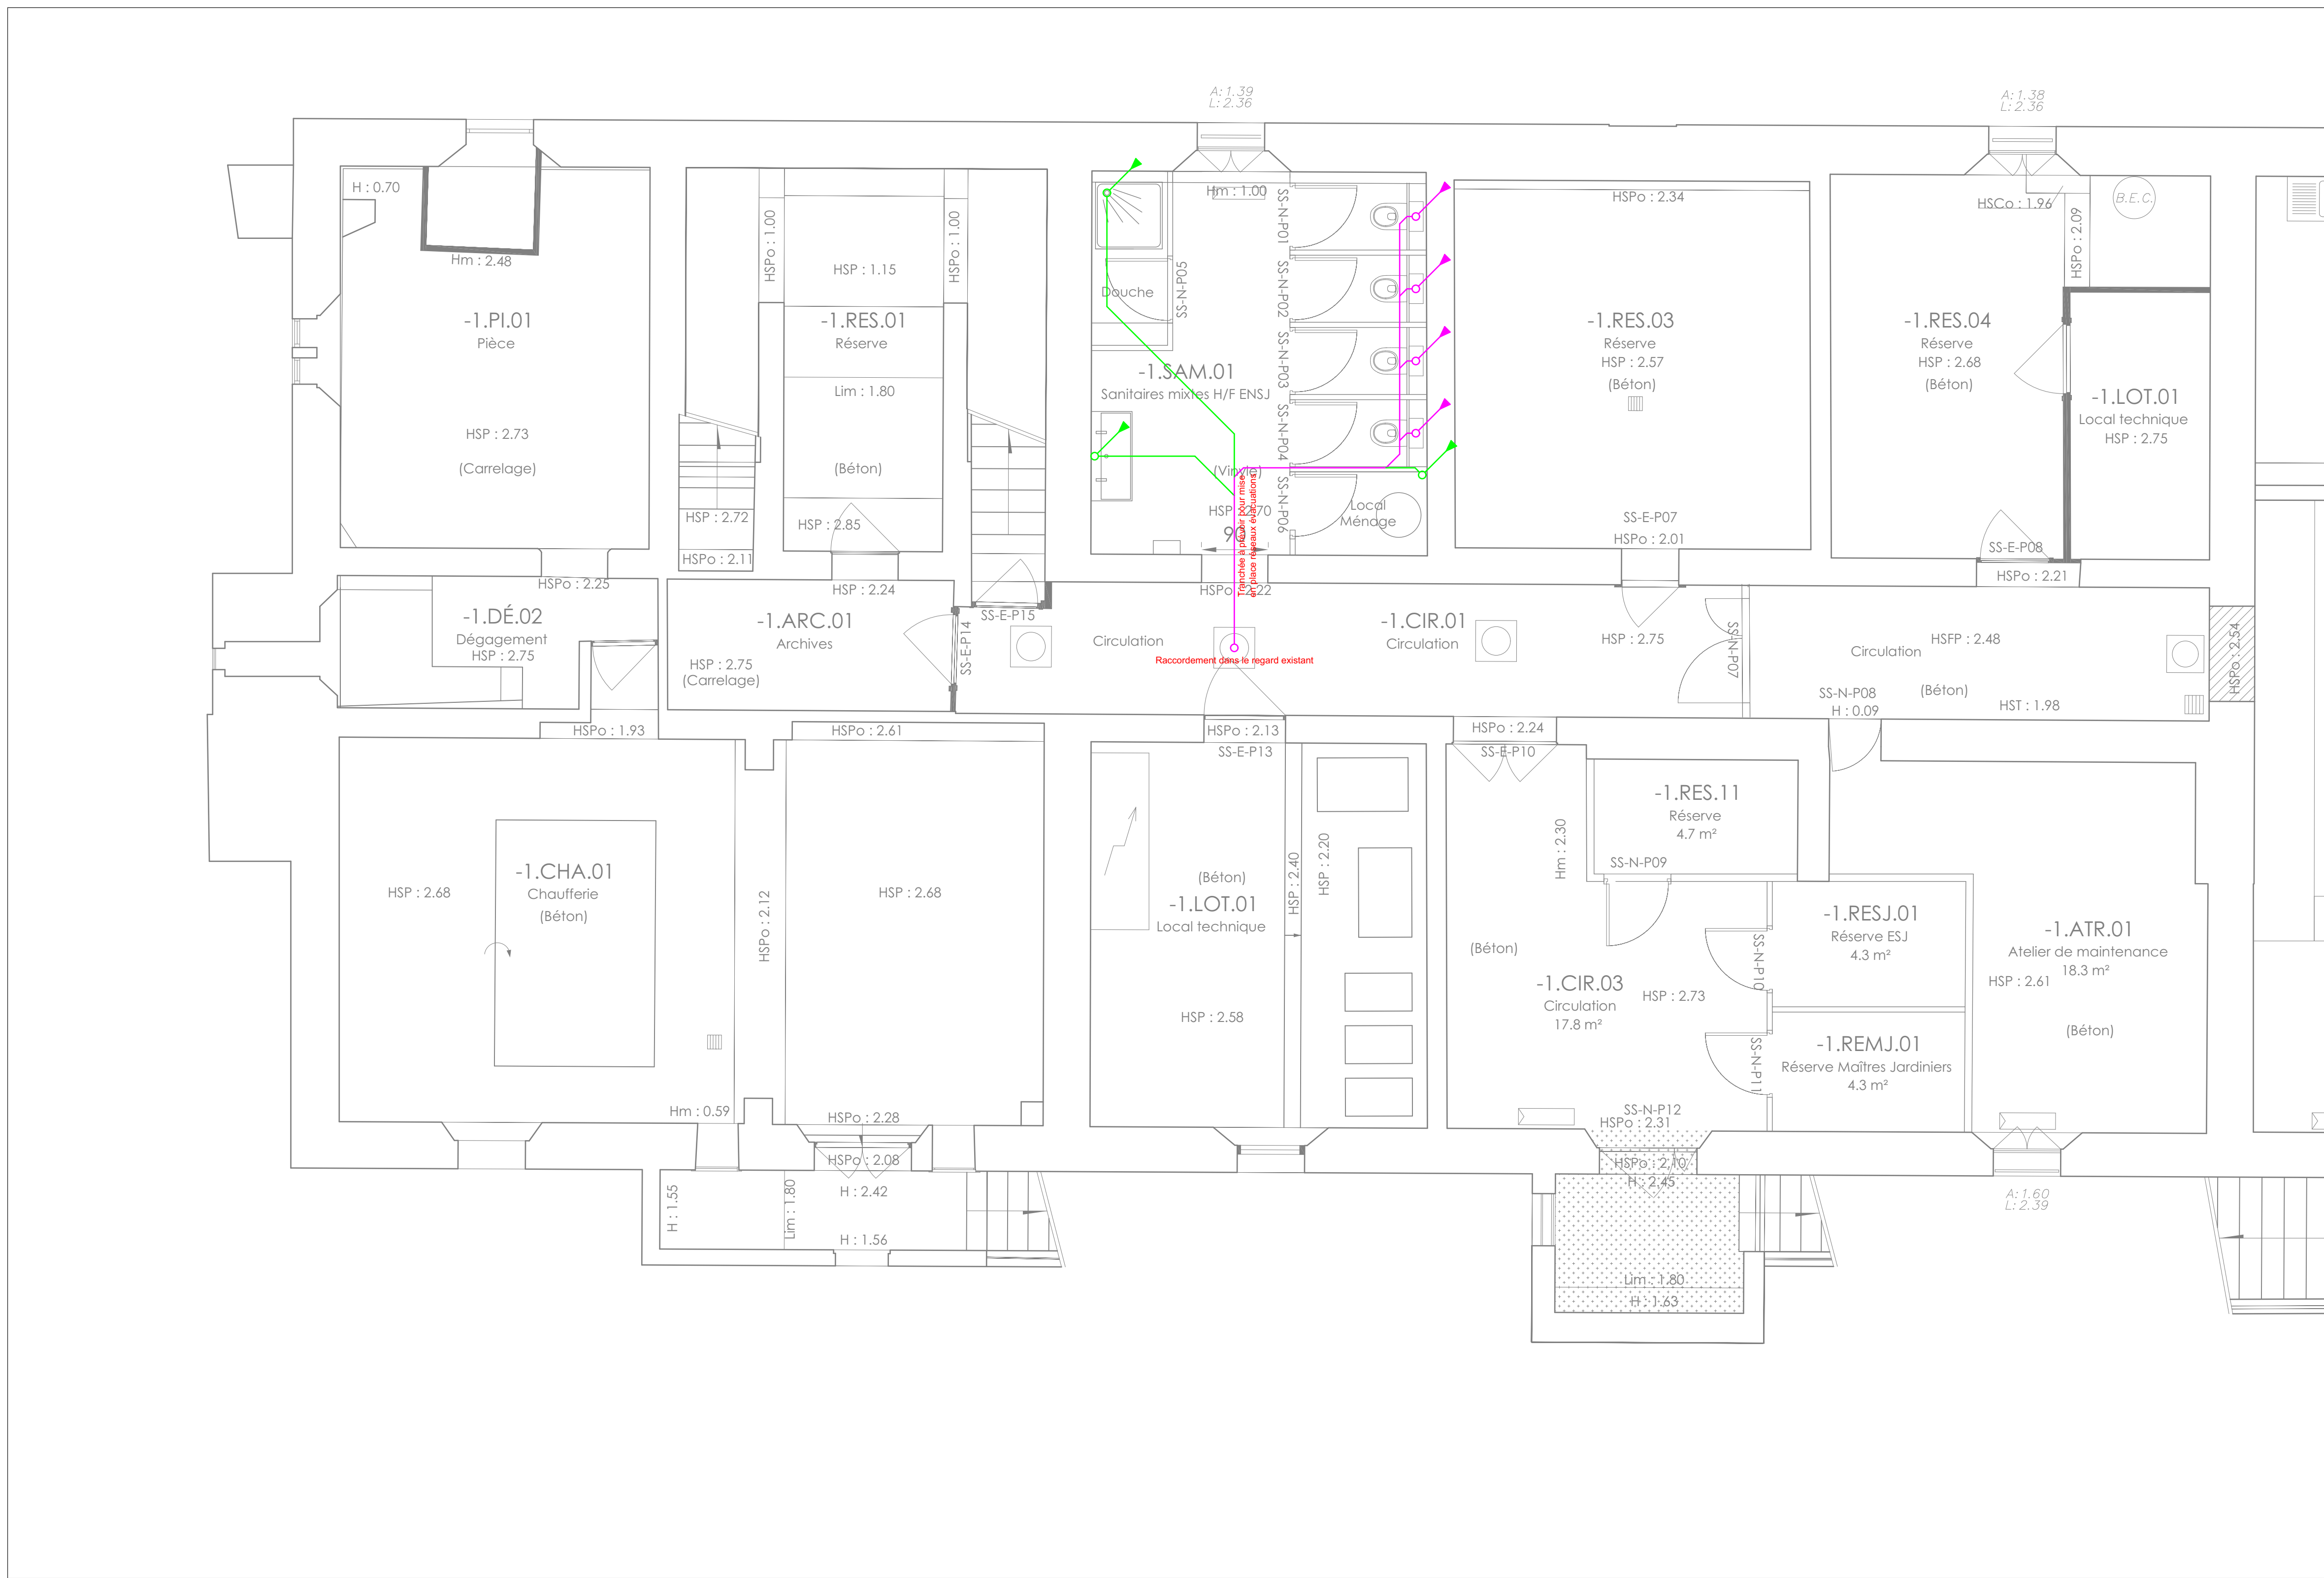 A: 1.39
L: 2.36
A: 1.38
L: 2.36
H : 0.70
Hm : 2.48
-1.PI.01
Pièce
HSP : 2.73
(Carrelage)
HSPo : 1.00
HSP : 1.15
HSPo : 1.00
-1.RES.01
Réserve
Lim : 1.80
(Béton)
HSP : 2.72
HSP : 2.85
HSPo : 2.11
Hm : 1.00
Douche
SS-N-P05
SS-N-P01
SS-N-P02
SS-N-P03
SS-N-P04
SS-N-P06
-1.SAM.01
Sanitaires mixtes H/F ENSJ
(Vinyle)
HSP : 2.70
Local
Ménage
Tranchée à prévoir pour mise
en place réseaux évacuations
HSPo : 2.22
HSPo : 2.34
-1.RES.03
Réserve
HSP : 2.57
(Béton)
SS-E-P07
HSPo : 2.01
HSCo : 1.96
HSPo : 2.09
B.E.C.
-1.RES.04
Réserve
HSP : 2.68
(Béton)
-1.LOT.01
Local technique
HSP : 2.75
SS-E-P08
HSPo : 2.21
HSPo : 2.25
-1.DÉ.02
Dégagement
HSP : 2.75
HSPo : 2.24
-1.ARC.01
Archives
HSP : 2.75
(Carrelage)
SS-E-P14
SS-E-P15
Circulation
Raccordement dans le regard existant
-1.CIR.01
Circulation
HSP : 2.75
SS-N-P07
HSFP : 2.48
Circulation
(Béton)
SS-N-P08
H : 0.09
HST : 1.98
HSPo : 2.54
HSPo : 1.93
HSPo : 2.61
HSPo : 2.13
SS-E-P13
HSPo : 2.24
SS-E-P10
-1.CHA.01
Chaufferie
(Béton)
HSP : 2.68
HSPo : 2.12
HSP : 2.68
Hm : 0.59
HSPo : 2.28
HSPo : 2.08
H : 1.55
Lim : 1.80
H : 2.42
H : 1.56
(Béton)
-1.LOT.01
Local technique
HSP : 2.40
HSP : 2.20
HSP : 2.58
-1.RES.11
Réserve
4.7 m²
Hm : 2.30
SS-N-P09
(Béton)
-1.CIR.03
Circulation
17.8 m²
HSP : 2.73
SS-N-P10
SS-N-P11
-1.RESJ.01
Réserve ESJ
4.3 m²
-1.REMJ.01
Réserve Maîtres Jardiniers
4.3 m²
-1.ATR.01
Atelier de maintenance
18.3 m²
HSP : 2.61
(Béton)
SS-N-P12
HSPo : 2.31
HSPo : 2.10
H : 2.45
Lim : 1.80
H : 1.63
A: 1.60
L: 2.39